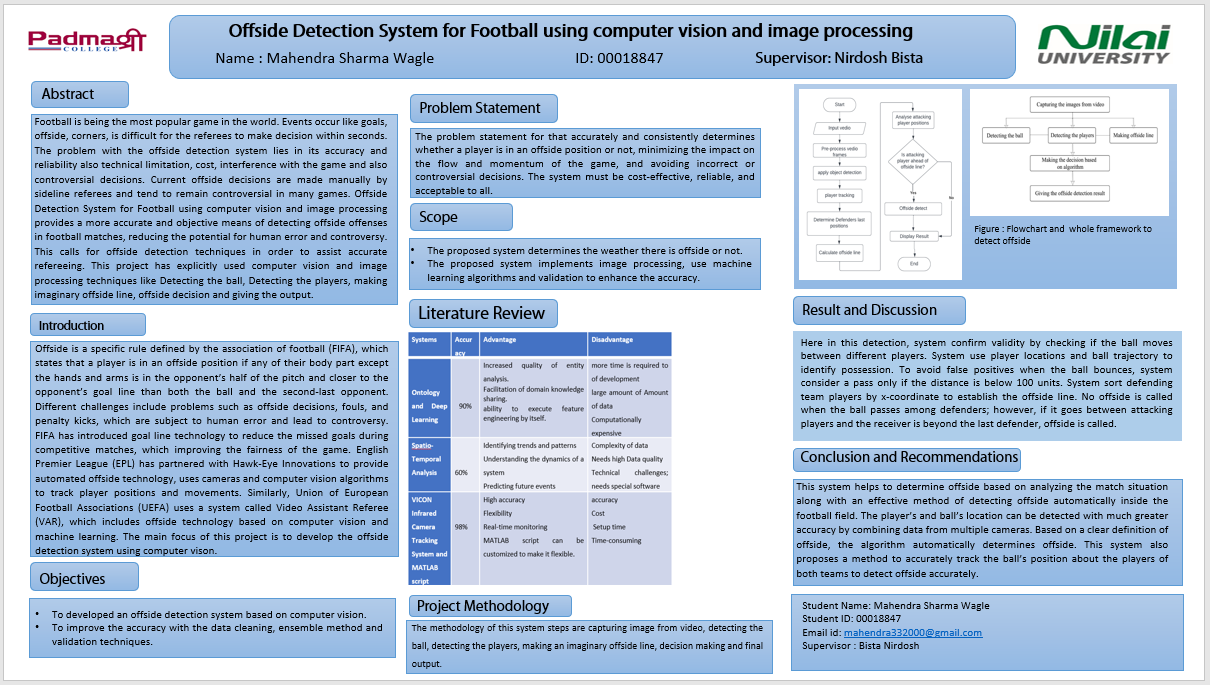 Padmaश्री
COLLEGE
Offside Detection System for Football using computer vision and image processing
Name : Mahendra Sharma Wagle ID: 00018847 Supervisor: Nirdosh Bista
Nilai
UNIVERSITY
Abstract
Football is being the most popular game in the world. Events occur like goals,
offside, corners, is difficult for the referees to make decision within seconds.
The problem with the offside detection system lies in its accuracy and
reliability also technical limitation, cost, interference with the game and also
controversial decisions. Current offside decisions are made manually by
sideline referees and tend to remain controversial in many games. Offside
Detection System for Football using computer vision and image processing
provides a more accurate and objective means of detecting offside offenses
in football matches, reducing the potential for human error and controversy.
This calls for offside detection techniques in order to assist accurate
refereeing. This project has explicitly used computer vision and image
processing techniques like Detecting the ball, Detecting the players, making
imaginary offside line, offside decision and giving the output.
Introduction
Offside is a specific rule defined by the association of football (FIFA), which
states that a player is in an offside position if any of their body part except
the hands and arms is in the opponent's half of the pitch and closer to the
opponent's goal line than both the ball and the second-last opponent.
Different challenges include problems such as offside decisions, fouls, and
penalty kicks, which are subject to human error and lead to controversy.
FIFA has introduced goal line technology to reduce the missed goals during
competitive matches, which improving the fairness of the game. English
Premier League (EPL) has partnered with Hawk-Eye Innovations to provide
automated offside technology, uses cameras and computer vision algorithms
to track player positions and movements. Similarly, Union of European
Football Associations (UEFA) uses a system called Video Assistant Referee
(VAR), which includes offside technology based on computer vision and
machine learning. The main focus of this project is to develop the offside
detection system using computer vison.
Objectives
• To developed an offside detection system based on computer vision.
• To improve the accuracy with the data cleaning, ensemble method and
validation techniques.
Problem Statement
The problem statement for that accurately and consistently determines
whether a player is in an offside position or not, minimizing the impact on
the flow and momentum of the game, and avoiding incorrect or
controversial decisions. The system must be cost-effective, reliable, and
acceptable to all.
Scope
• The proposed system determines the weather there is offside or not.
• The proposed system implements image processing, use machine
learning algorithms and validation to enhance the accuracy.
Literature Review
Systems Accur
acy Advantage Disadvantage
Ontology
and Deep
Learning
90%
Increased quality of entity
analysis.
Facilitation of domain knowledge
sharing.
ability to execute feature
engineering by itself.
more time is required to
of development
large amount of Amount
of data
Computationally
expensive
Spatio-
Temporal
Analysis
60%
Identifying trends and patterns
Understanding the dynamics of a
system
Predicting future events
Complexity of data
Needs high Data quality
Technical challenges;
needs special software
VICON
Infrared
Camera
Tracking
System and
MATLAB
script
98%
High accuracy
Flexibility
Real-time monitoring
MATLAB script can be
customized to make it flexible.
accuracy
Cost
Setup time
Time-consuming
Project Methodology
The methodology of this system steps are capturing image from video, detecting the
ball, detecting the players, making an imaginary offside line, decision making and final
output.
Start
Input vedio
Pre-process vedio
frames
apply object detection
player tracking
Determine Defenders last
positions
Calculate offside line
Analyse attacking
player positions
Is attacking
player ahead of
offside line?
Yes
No
Offside detect
Display Result
End
Capturing the images from video
Detecting the ball
Detecting the players
Making offside line
Making the decision based
on algorithm
Giving the offside detection result
Figure : Flowchart and whole framework to
detect offside
Result and Discussion
Here in this detection, system confirm validity by checking if the ball moves
between different players. System use player locations and ball trajectory to
identify possession. To avoid false positives when the ball bounces, system
consider a pass only if the distance is below 100 units. System sort defending
team players by x-coordinate to establish the offside line. No offside is called
when the ball passes among defenders; however, if it goes between attacking
players and the receiver is beyond the last defender, offside is called.
Conclusion and Recommendations
This system helps to determine offside based on analyzing the match situation
along with an effective method of detecting offside automatically inside the
football field. The player's and ball's location can be detected with much greater
accuracy by combining data from multiple cameras. Based on a clear definition of
offside, the algorithm automatically determines offside. This system also
proposes a method to accurately track the ball's position about the players of
both teams to detect offside accurately.
Student Name: Mahendra Sharma Wagle
Student ID: 00018847
Email id: mahendra332000@gmail.com
Supervisor : Bista Nirdosh